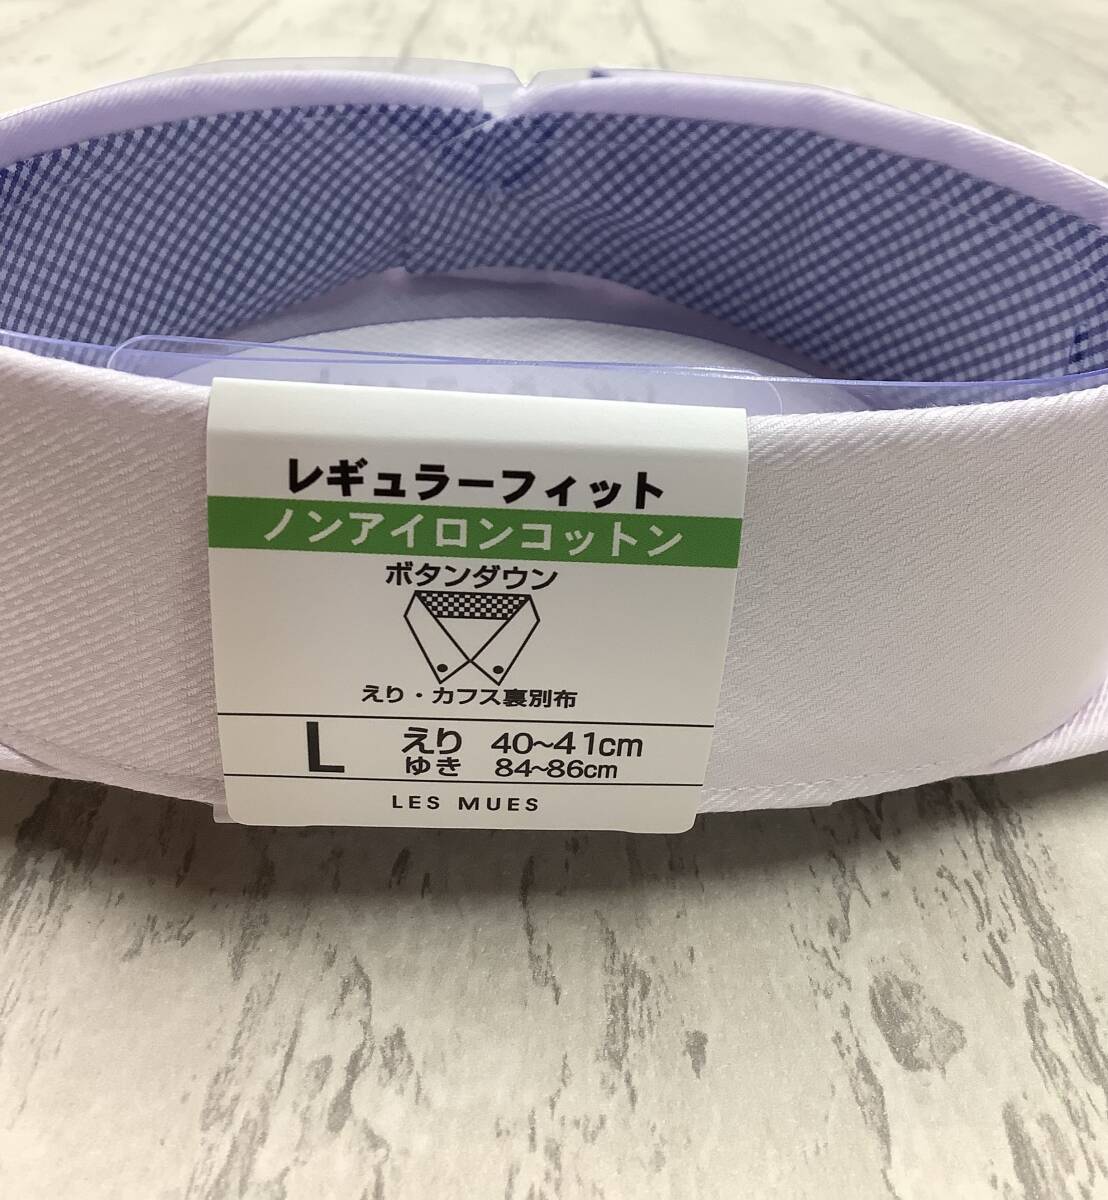 レギュラーフィット
ノンアイロンコットン
ボタンダウン
えり・カフス裏別布
L えり 40~41cm
ゆき 84~86cm
LES MUES